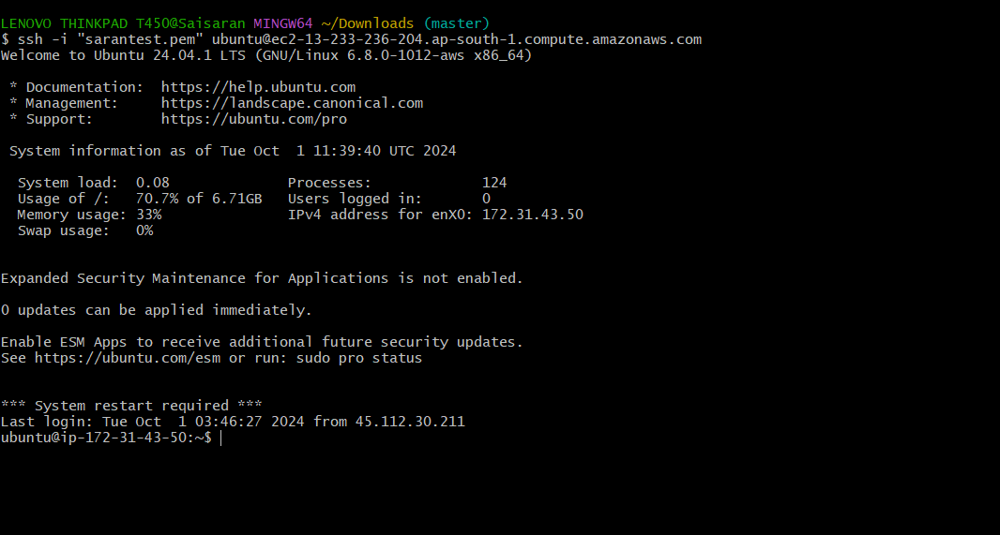 LENOVO THINKPAD T450@Saisaran MINGW64 ~/Downloads (master)
$ ssh -i "sarantest.pem" ubuntu@ec2-13-233-236-204.ap-south-1.compute.amazonaws.com
Welcome to Ubuntu 24.04.1 LTS (GNU/Linux 6.8.0-1012-aws x86_64)

 * Documentation:  https://help.ubuntu.com
 * Management:     https://landscape.canonical.com
 * Support:        https://ubuntu.com/pro

 System information as of Tue Oct  1 11:39:40 UTC 2024

  System load:  0.08              Processes:             124
  Usage of /:   70.7% of 6.71GB   Users logged in:       0
  Memory usage: 33%               IPv4 address for enX0: 172.31.43.50
  Swap usage:   0%


Expanded Security Maintenance for Applications is not enabled.

0 updates can be applied immediately.

Enable ESM Apps to receive additional future security updates.
See https://ubuntu.com/esm or run: sudo pro status


*** System restart required ***
Last login: Tue Oct  1 03:46:27 2024 from 45.112.30.211
ubuntu@ip-172-31-43-50:~$